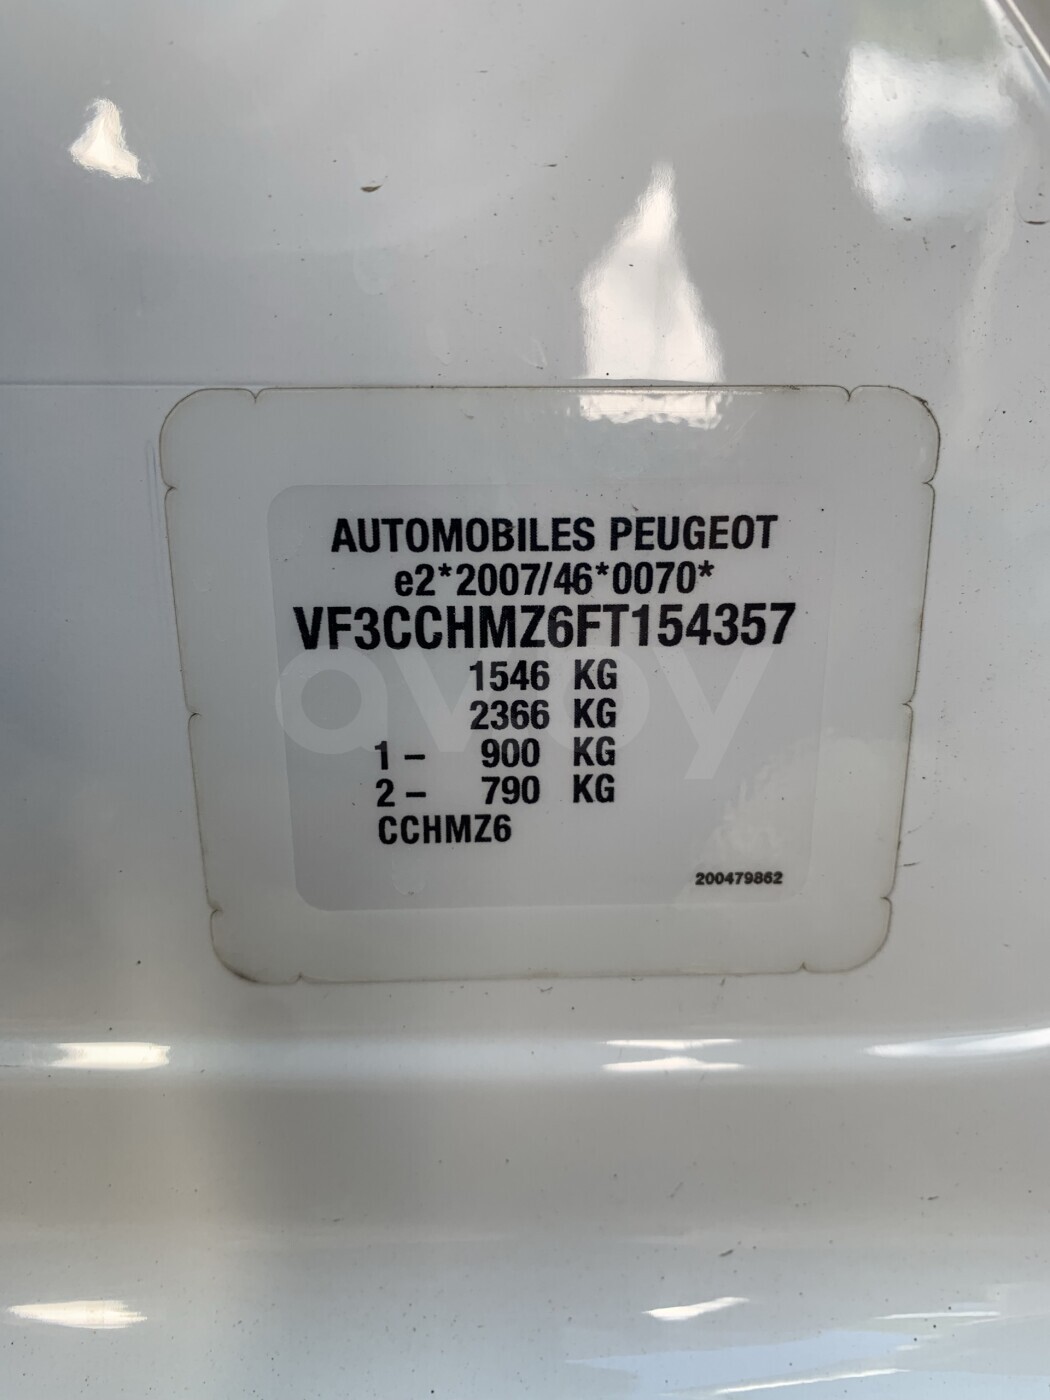 AUTOMOBILES PEUGEOT
e2*2007/46*0070*
VF3CCHMZ6FT154357
1546 KG
2366 KG
1 – 900 KG
2 – 790 KG
CCHMZ6
200479862
avby